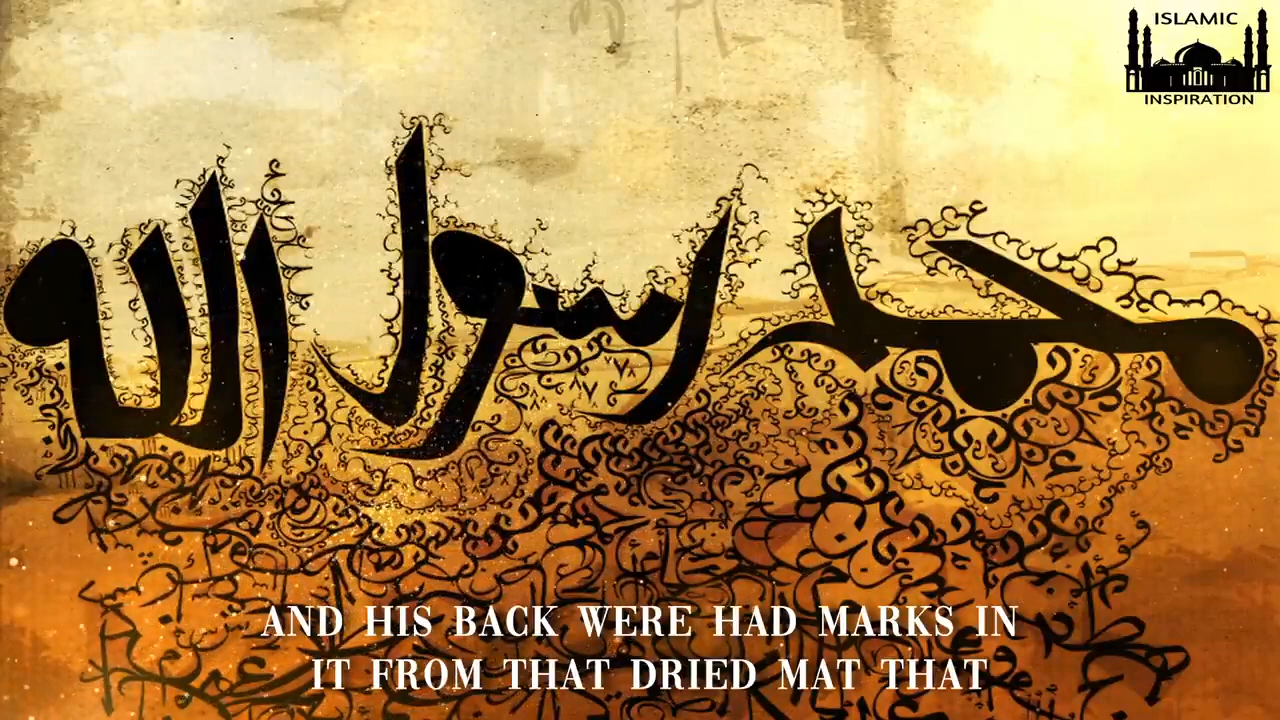 ISLAMIC
INSPIRATION
محمد رسول الله
AND HIS BACK WERE HAD MARKS IN
IT FROM THAT DRIED MAT THAT